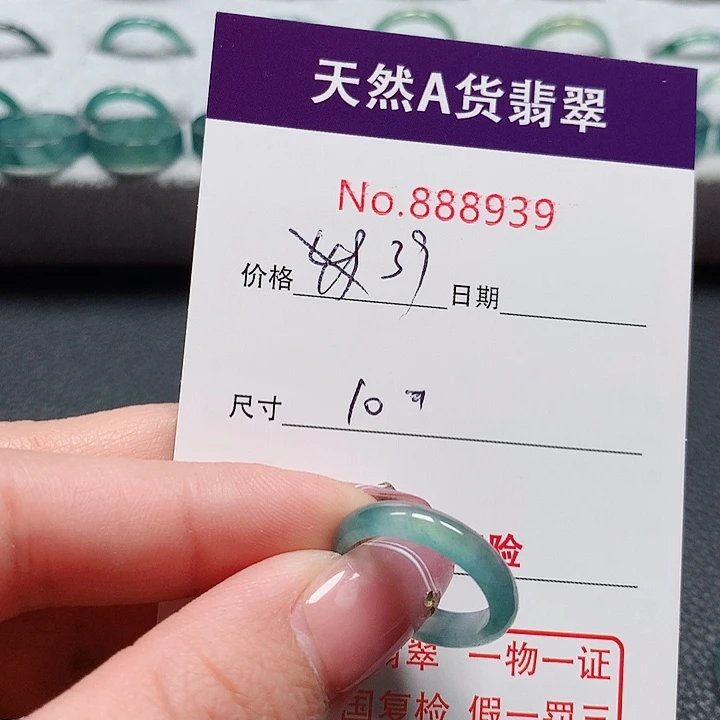 天然A货翡翠
No.888939
价格 39 日期
尺寸 10
险
翠 一物一证
国复检 假一罚三